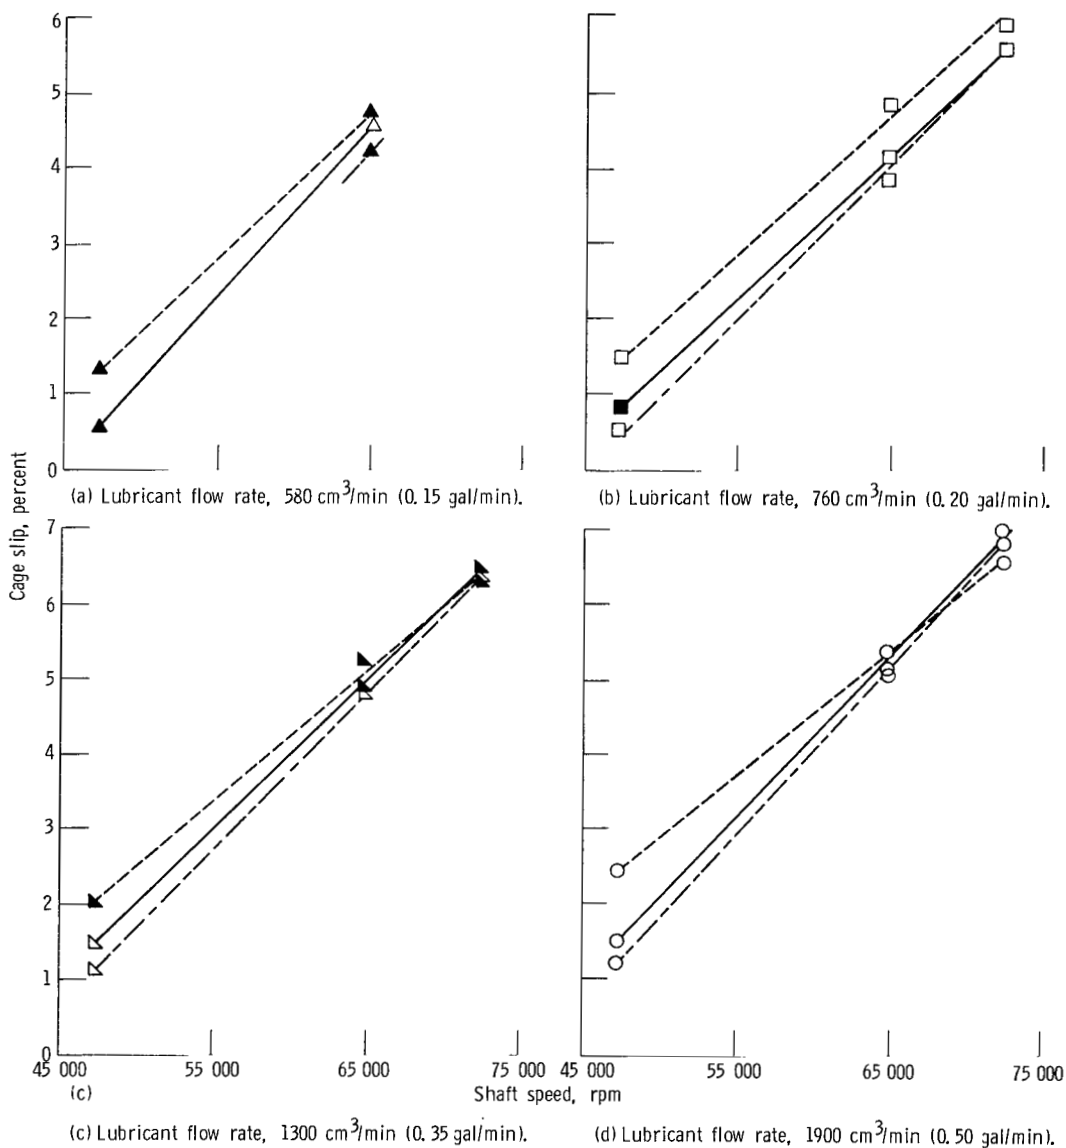 6
5
4
3
2
1
0
(a) Lubricant flow rate, 580 cm³/min (0.15 gal/min).
(b) Lubricant flow rate, 760 cm³/min (0.20 gal/min).
Cage slip, percent
7
6
5
4
3
2
1
0
45 000 55 000 65 000 75 000 45 000 55 000 65 000 75 000
(c)
Shaft speed, rpm
(c) Lubricant flow rate, 1300 cm³/min (0.35 gal/min).
(d) Lubricant flow rate, 1900 cm³/min (0.50 gal/min).